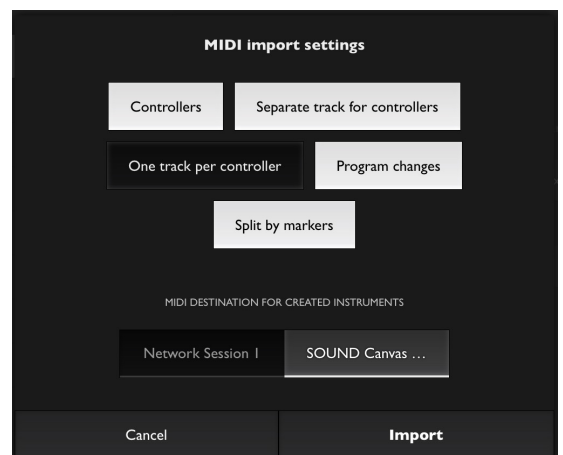 MIDI import settings
Controllers
Separate track for controllers
One track per controller
Program changes
Split by markers
MIDI DESTINATION FOR CREATED INSTRUMENTS
Network Session 1
SOUND Canvas ...
Cancel
Import